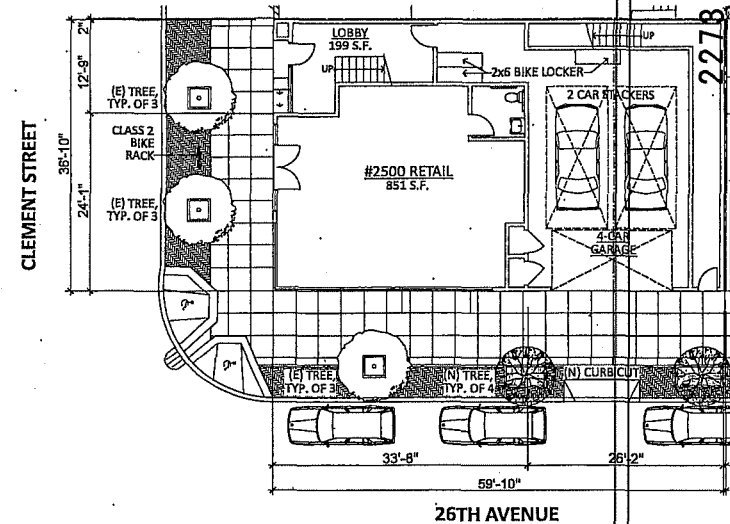 LOBBY
199 S.F.
UP
UP
2278
2x6 BIKE LOCKER
2 CAR STACKERS
(E) TREE,
TYP. OF 3
CLASS 2
BIKE
RACK
(E) TREE,
TYP. OF 3
#2500 RETAIL
851 S.F.
4-CAR
GARAGE
2"
12'-9"
36'-10"
24'-1"
CLEMENT STREET
(E) TREE,
TYP. OF 3
(N) TREE,
TYP. OF 4
(N) CURB CUT
33'-8"
26'-2"
59'-10"
26TH AVENUE